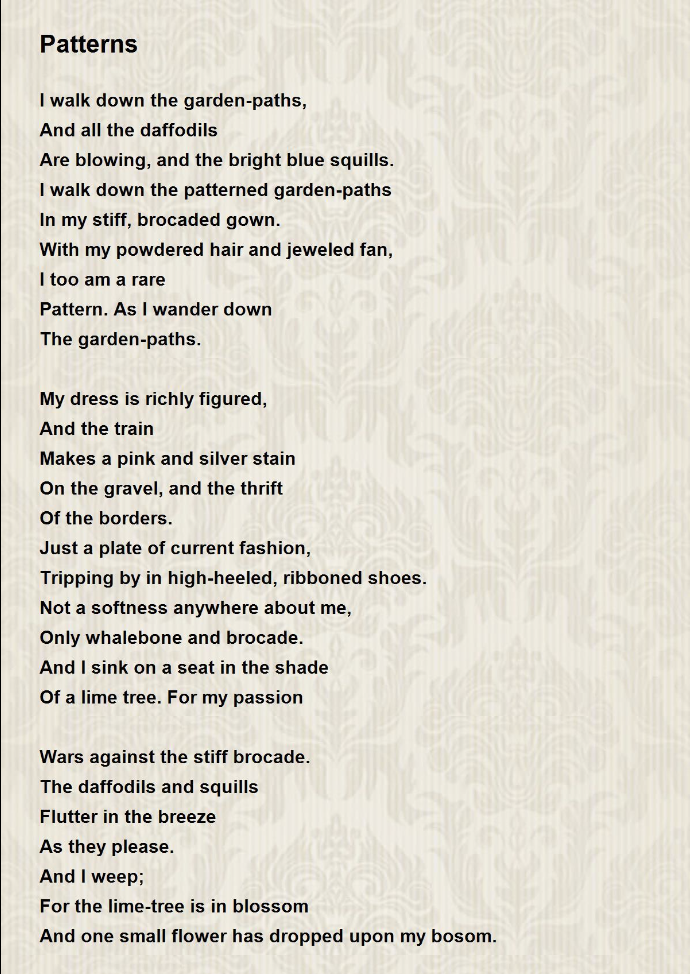 Patterns
I walk down the garden-paths,
And all the daffodils
Are blowing, and the bright blue squills.
I walk down the patterned garden-paths
In my stiff, brocaded gown.
With my powdered hair and jeweled fan,
I too am a rare
Pattern. As I wander down
The garden-paths.
My dress is richly figured,
And the train
Makes a pink and silver stain
On the gravel, and the thrift
Of the borders.
Just a plate of current fashion,
Tripping by in high-heeled, ribboned shoes.
Not a softness anywhere about me,
Only whalebone and brocade.
And I sink on a seat in the shade
Of a lime tree. For my passion
Wars against the stiff brocade.
The daffodils and squills
Flutter in the breeze
As they please.
And I weep;
For the lime-tree is in blossom
And one small flower has dropped upon my bosom.